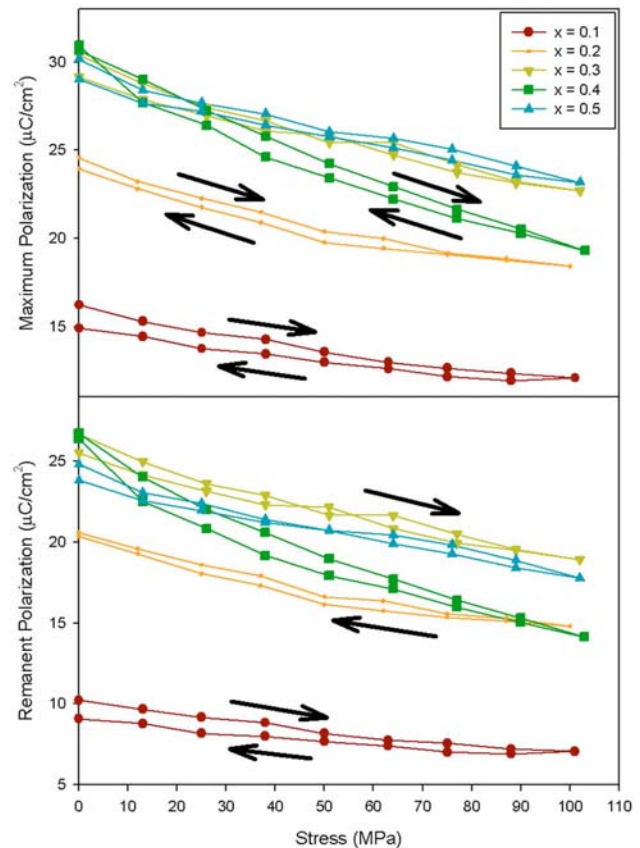 x = 0.1
x = 0.2
x = 0.3
x = 0.4
x = 0.5
Maximum Polarization (μC/cm²)
30
25
20
15
Remanent Polarization (μC/cm²)
25
20
15
10
5
0 10 20 30 40 50 60 70 80 90 100 110
Stress (MPa)